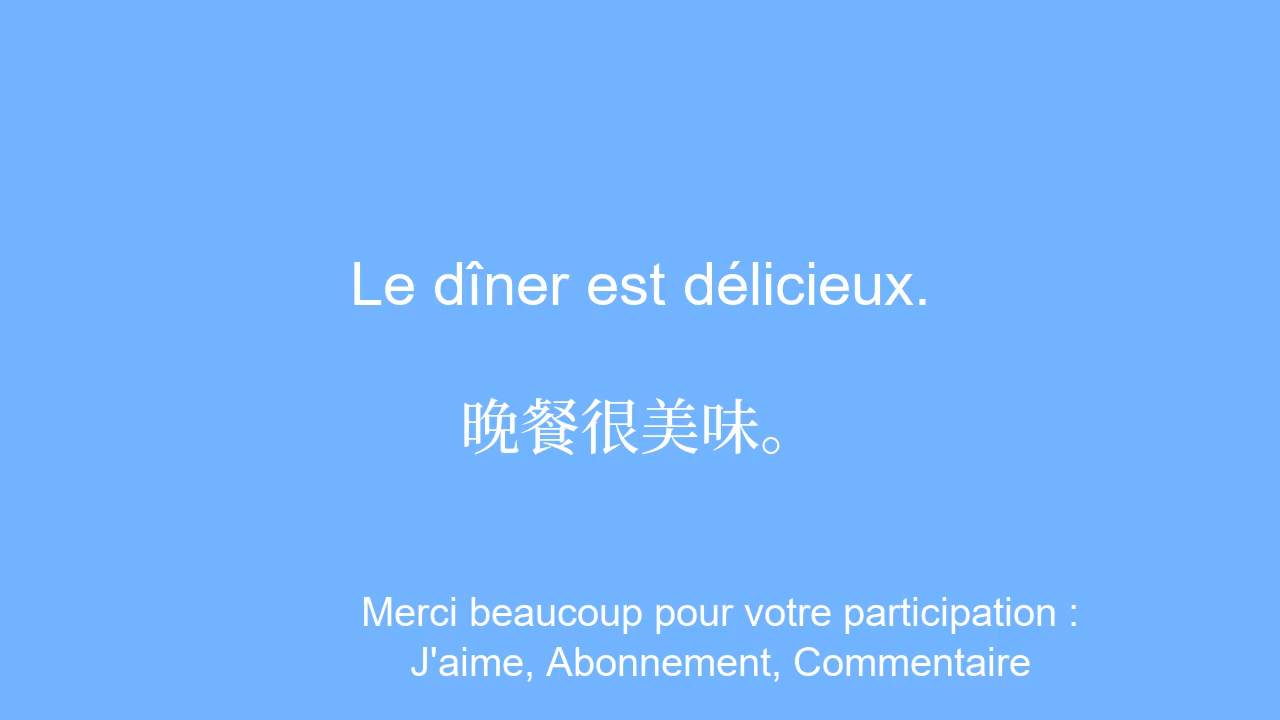 Le dîner est délicieux.
晚餐很美味。
Merci beaucoup pour votre participation :
J'aime, Abonnement, Commentaire